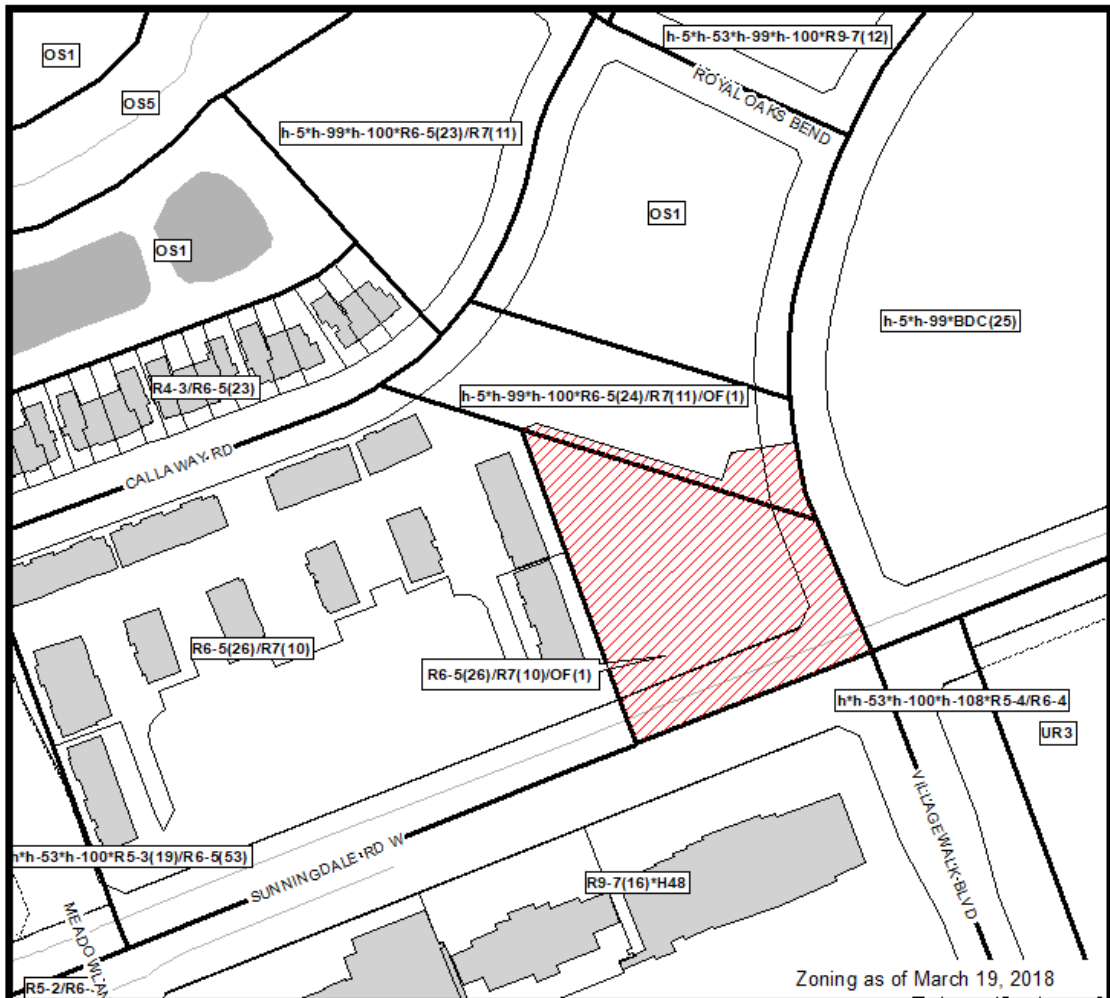 h-5*h-53*h-99*h-100*R9-7(12)
OS1
ROYAL OAKS BEND
OS5
h-5*h-99*h-100*R6-5(23)/R7(11)
OS1
OS1
h-5*h-99*BDC(25)
R4-3/R6-5(23)
h-5*h-99*h-100*R6-5(24)/R7(11)/OF(1)
CALLAWAY RD
R6-5(26)/R7(10)
R6-5(26)/R7(10)/OF(1)
h*h-53*h-100*h-108*R5-4/R6-4
UR3
VILLAGEWALK BLVD
h*h-53*h-100*R5-3(19)/R6-5(53)
SUNNINGDALE RD W
R9-7(16)*H48
R5-2/R6-
Zoning as of March 19, 2018